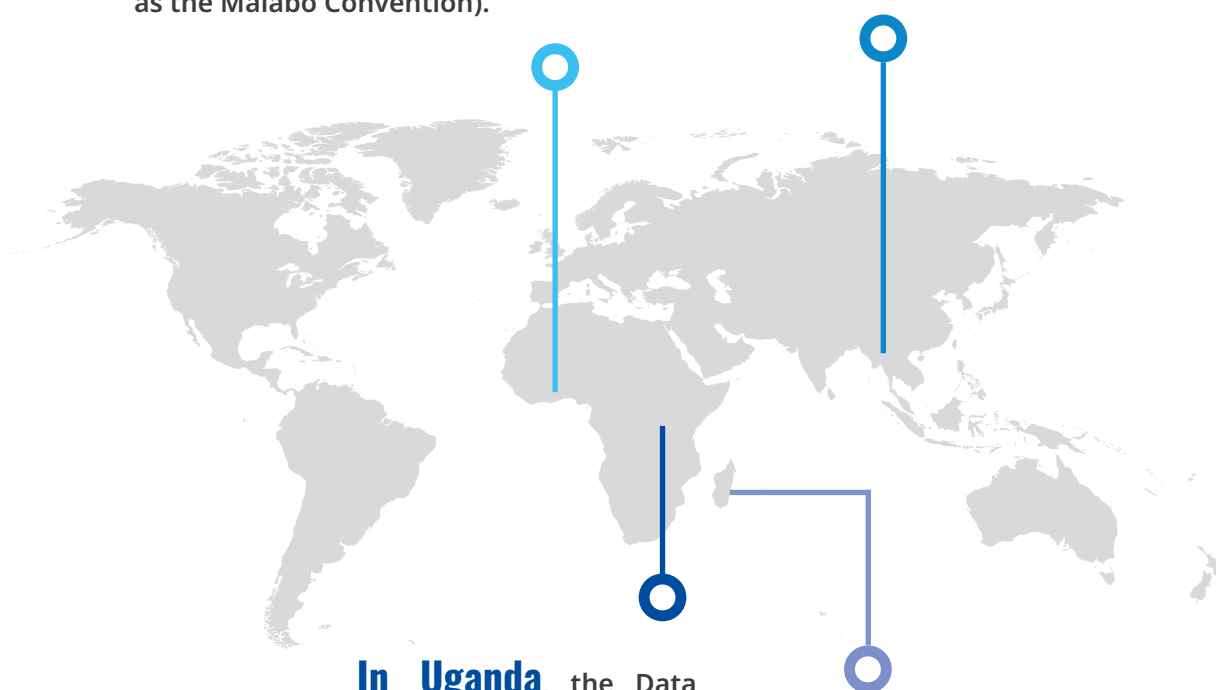 as the Malabo Convention).
In Uganda, the Data